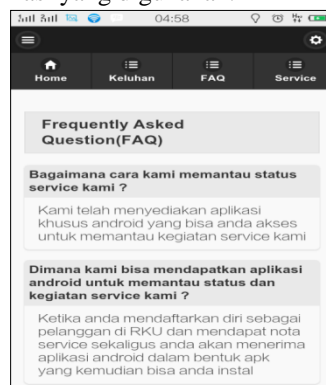 04:58
Home Keluhan FAQ Service
Frequently Asked
Question(FAQ)
Bagaimana cara kami memantau status
service kami ?
Kami telah menyediakan aplikasi
khusus android yang bisa anda akses
untuk memantau kegiatan service kami
Dimana kami bisa mendapatkan aplikasi
android untuk memantau status dan
kegiatan service kami ?
Ketika anda mendaftarkan diri sebagai
pelanggan di RKU dan mendapat nota
service sekaligus anda akan menerima
aplikasi android dalam bentuk apk
yang kemudian bisa anda instal